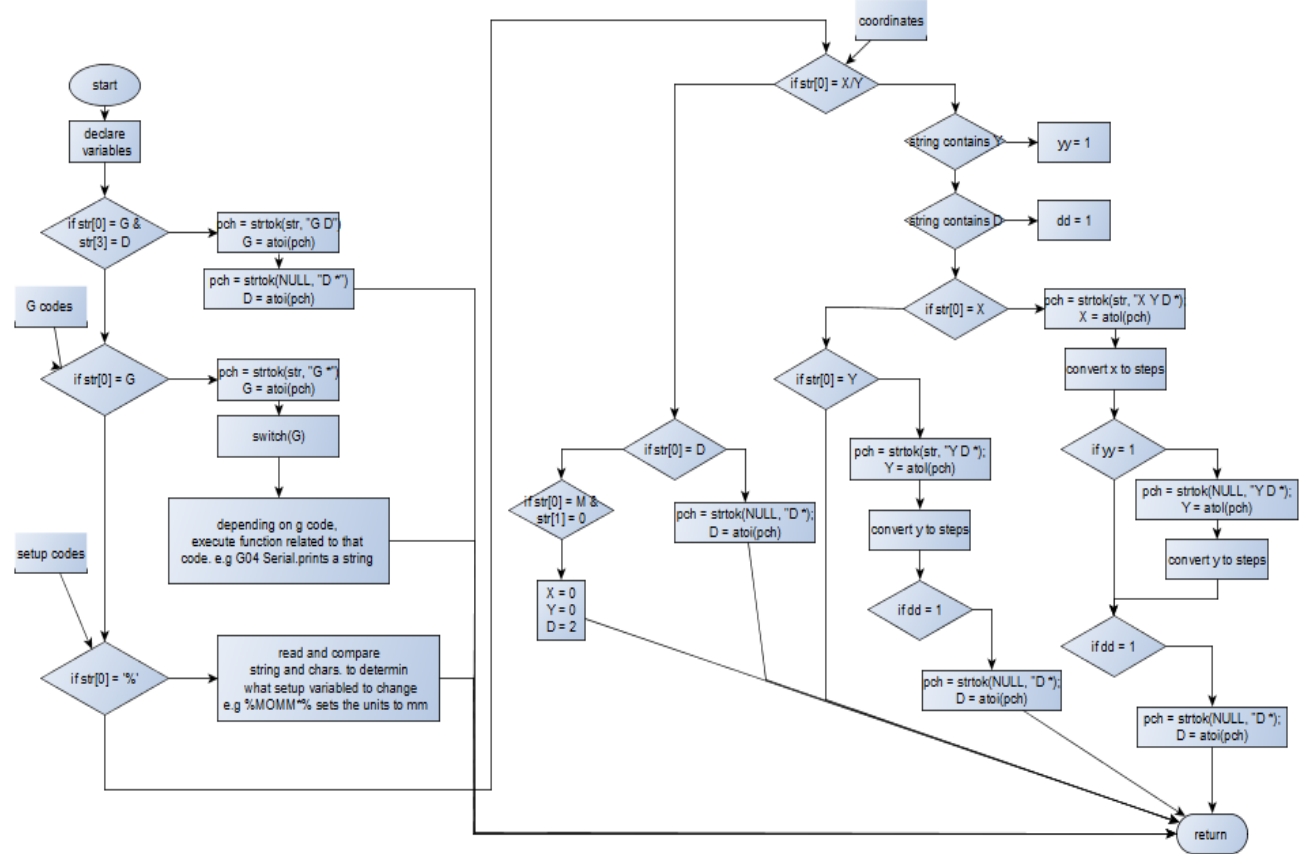 start
declare
variables
if str[0] = G &
str[3] = D
pch = strtok(str, "G D")
G = atoi(pch)
pch = strtok(NULL, "D *")
D = atoi(pch)
G codes
if str[0] = G
pch = strtok(str, "G *")
G = atoi(pch)
switch(G)
depending on g code,
execute function related to that
code. e.g G04 Serial.prints a string
setup codes
if str[0] = '%'
read and compare
string and chars. to determin
what setup variabled to change
e.g %MOMM*% sets the units to mm
coordinates
if str[0] = X/Y
string contains Y
yy = 1
string contains D
dd = 1
if str[0] = X
pch = strtok(str, "X Y D *);
X = atol(pch)
convert x to steps
if yy = 1
pch = strtok(NULL, "Y D *);
Y = atol(pch)
convert y to steps
if dd = 1
pch = strtok(NULL, "D *);
D = atoi(pch)
if str[0] = Y
pch = strtok(str, "Y D *);
Y = atol(pch)
convert y to steps
if dd = 1
pch = strtok(NULL, "D *);
D = atoi(pch)
if str[0] = D
pch = strtok(NULL, "D *);
D = atoi(pch)
if str[0] = M &
str[1] = 0
X = 0
Y = 0
D = 2
return